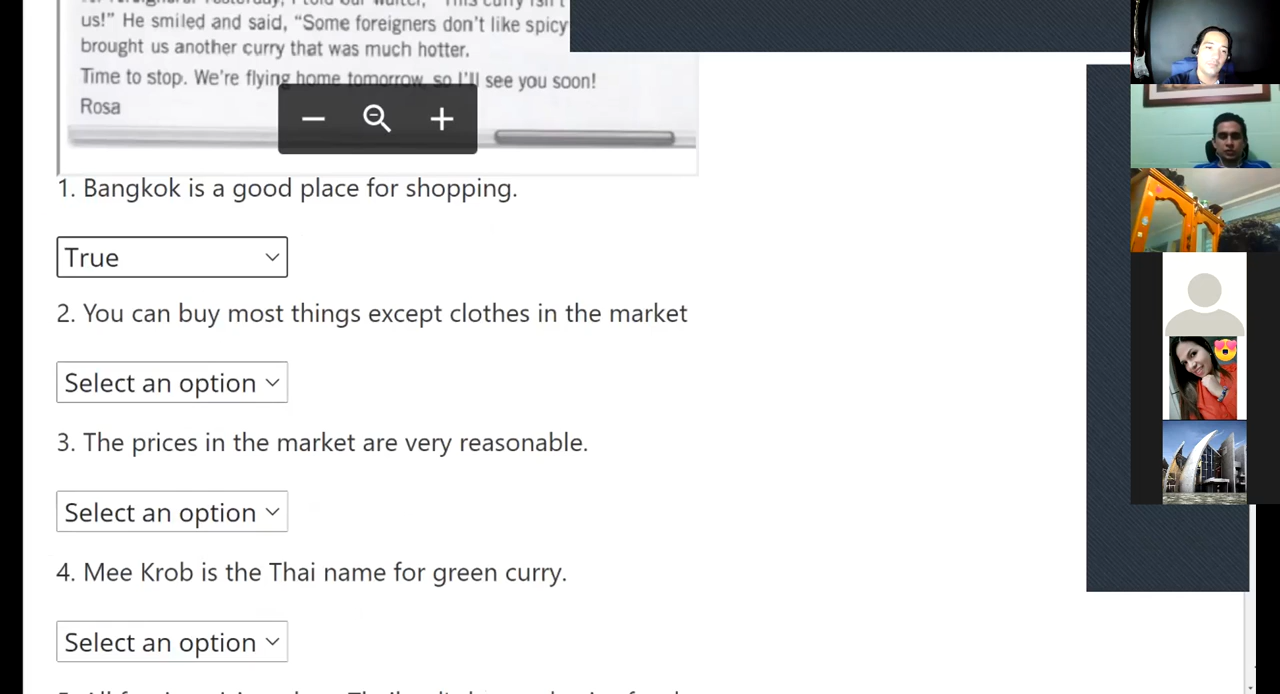 us!" He smiled and said, "Some foreigners don't like spicy
brought us another curry that was much hotter.
Time to stop. We're flying home tomorrow, so I'll see you soon!
Rosa
1. Bangkok is a good place for shopping.
True
2. You can buy most things except clothes in the market
Select an option
3. The prices in the market are very reasonable.
Select an option
4. Mee Krob is the Thai name for green curry.
Select an option